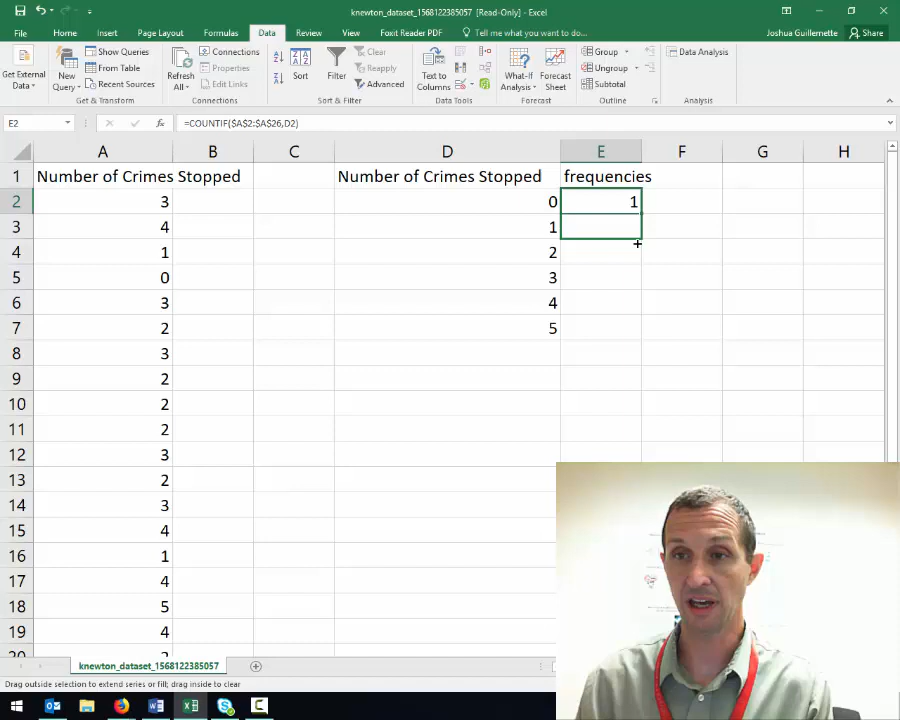 knewton_dataset_1568122385057 [Read-Only] - Excel
File Home Insert Page Layout Formulas Data Review View Foxit Reader PDF Tell me what you want to do... Joshua Guillemette Share
Get External Data
New Query
Show Queries
From Table
Recent Sources
Get & Transform
Refresh All
Connections
Properties
Edit Links
Connections
Sort
Filter
Clear
Reapply
Advanced
Sort & Filter
Text to Columns
Data Tools
What-If Analysis
Forecast Sheet
Forecast
Group
Ungroup
Subtotal
Outline
Data Analysis
Analysis
E2 fx =COUNTIF($A$2:$A$26,D2)
A B C D E F G H
1 Number of Crimes Stopped Number of Crimes Stopped frequencies
2 3 0 1
3 4 1
4 1 2
5 0 3
6 3 4
7 2 5
8 3
9 2
10 2
11 2
12 3
13 2
14 3
15 4
16 1
17 4
18 5
19 4
20 2
knewton_dataset_1568122385057
Drag outside selection to extend series or fill; drag inside to clear